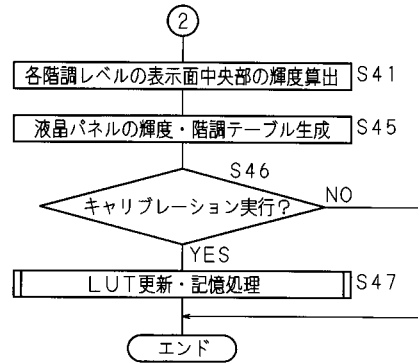 2
各階調レベルの表示面中央部の輝度算出 S41
液晶パネルの輝度・階調テーブル生成 S45
S46
キャリブレーション実行? NO
YES
LUT更新・記憶処理 S47
エンド